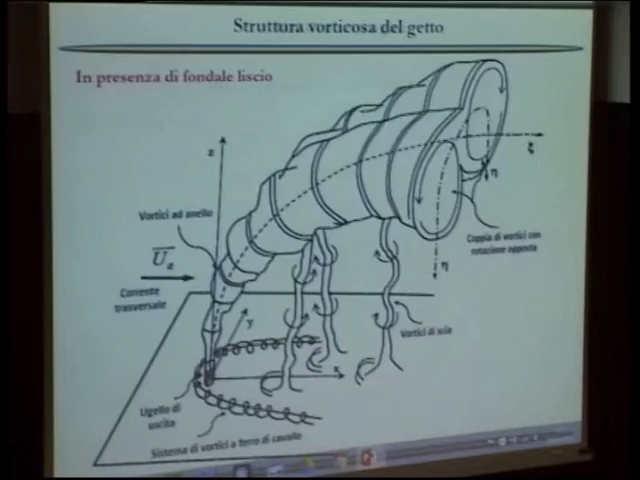 Struttura vorticosa del getto
In presenza di fondale liscio
z
ξ
η
Vortici ad anello
Coppia di vortici con
rotazione opposta
U_a
η
Corrente
trasversale
y
Vortici di scia
x
Ugello di
uscita
Sistema di vortici a ferro di cavallo